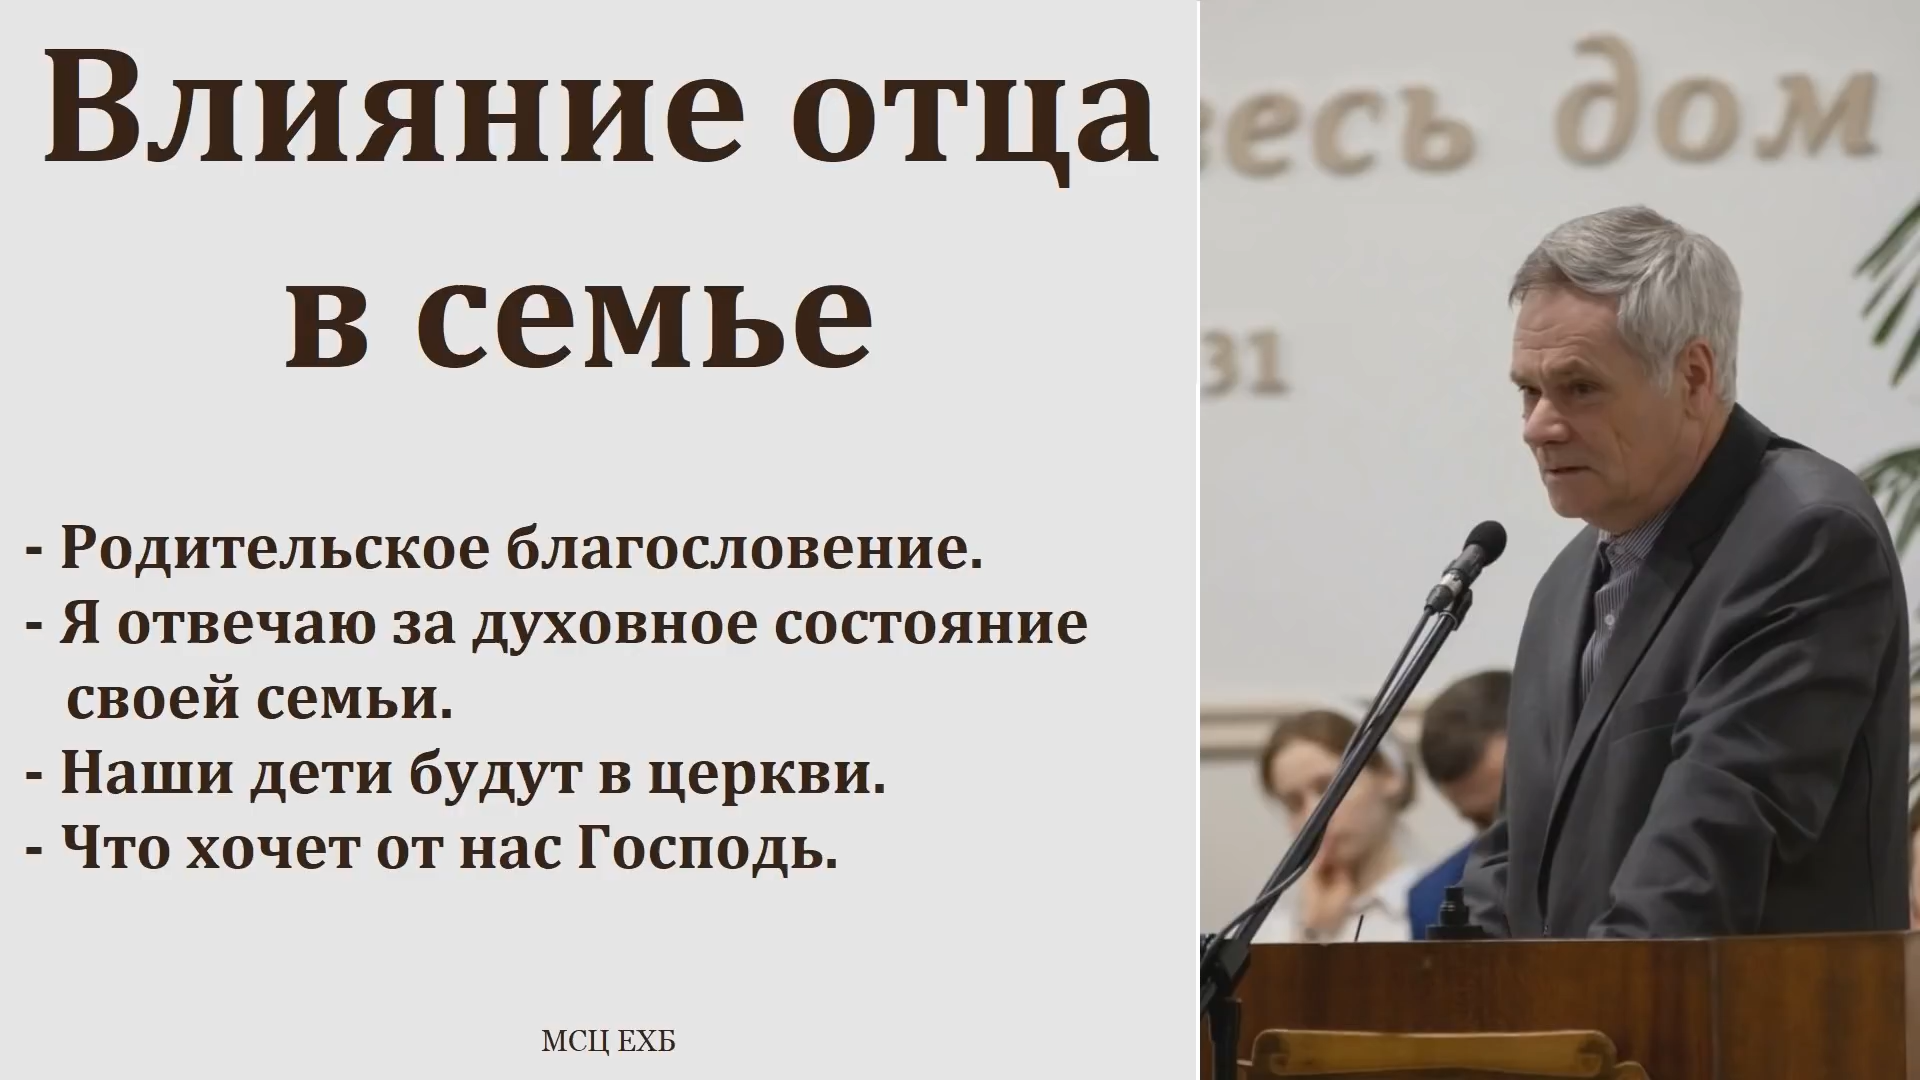 Влияние отца
в семье
- Родительское благословение.
- Я отвечаю за духовное состояние
своей семьи.
- Наши дети будут в церкви.
- Что хочет от нас Господь.
МСЦ ЕХБ
весь дом
31